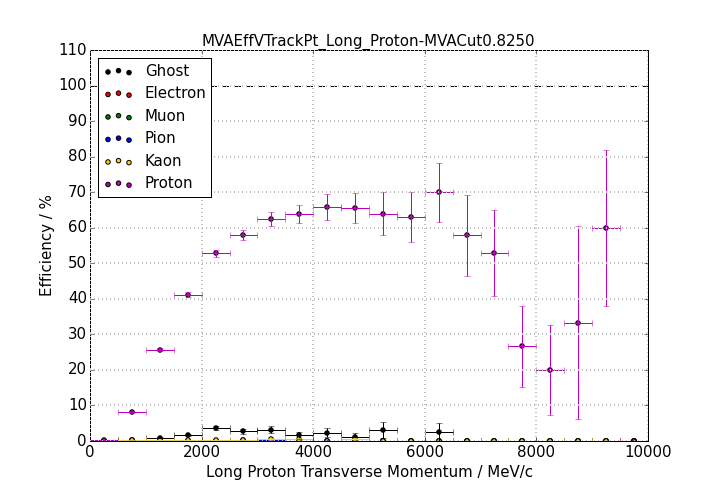 MVAEffVTrackPt_Long_Proton-MVACut0.8250
110
100
90
80
70
60
50
40
30
20
10
0
Efficiency / %
Ghost
Electron
Muon
Pion
Kaon
Proton
0 2000 4000 6000 8000 10000
Long Proton Transverse Momentum / MeV/c